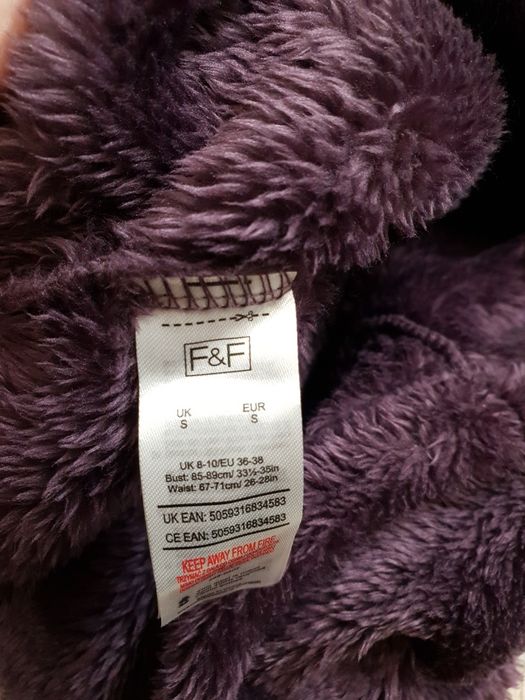 F&F
UK EUR
S S
UK 8-10/EU 36-38
Bust: 85-89cm/ 33½-35in
Waist: 67-71cm/ 26-28in
UK EAN: 5059316834583
CE EAN: 5059316834583
KEEP AWAY FROM FIRE